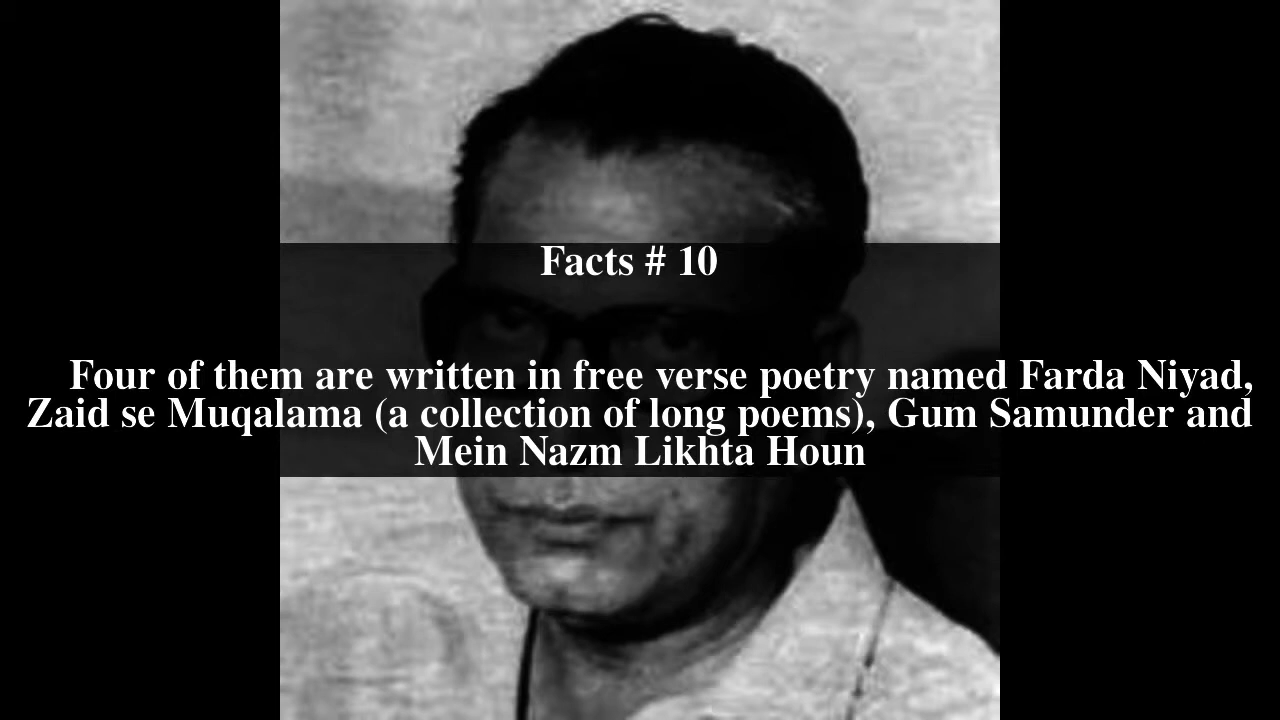 Facts # 10
Four of them are written in free verse poetry named Farda Niyad,
Zaid se Muqalama (a collection of long poems), Gum Samunder and
Mein Nazm Likhta Houn